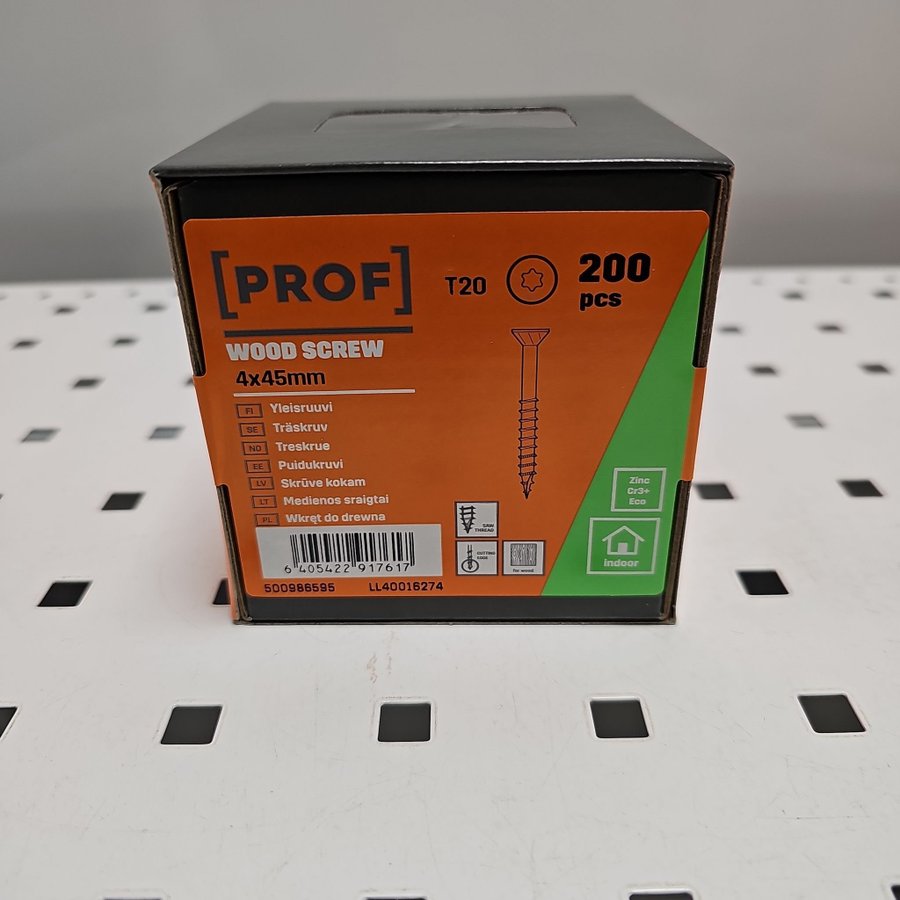 [PROF]
T20
200
pcs
WOOD SCREW
4x45mm
FI Yleisruuvi
SE Träskruv
NO Treskrue
EE Puidukruvi
LV Skrūve kokam
LT Medienos sraigtai
PL Wkręt do drewna
Zinc
Cr3+
Eco
SAW
THREAD
CUTTING
EDGE
for wood
Indoor
6 405422 917617
500986595 LL40016274